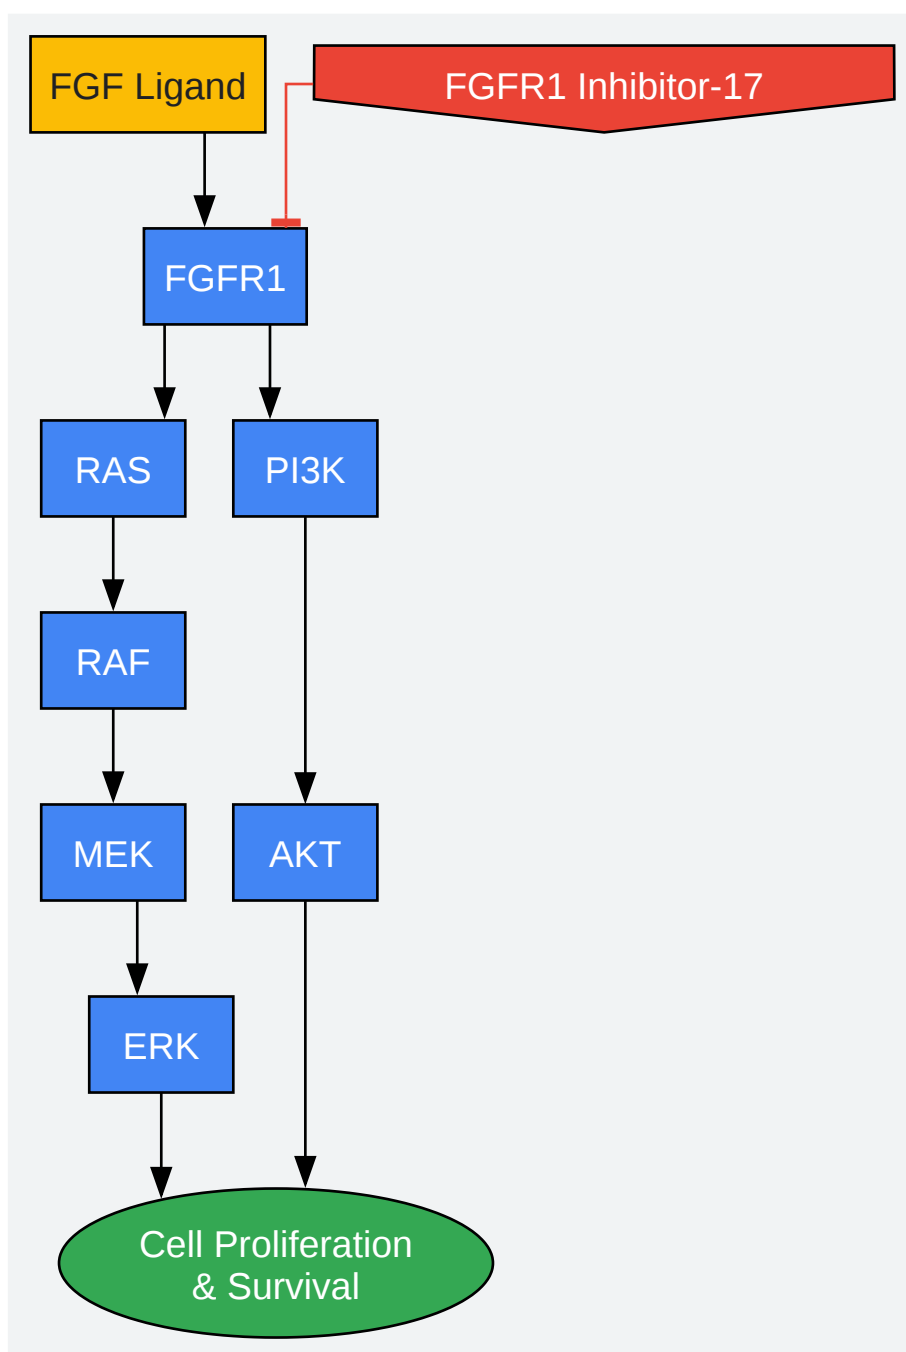 FGF Ligand
FGFR1 Inhibitor-17
FGFR1
RAS
PI3K
RAF
MEK
AKT
ERK
Cell Proliferation
& Survival